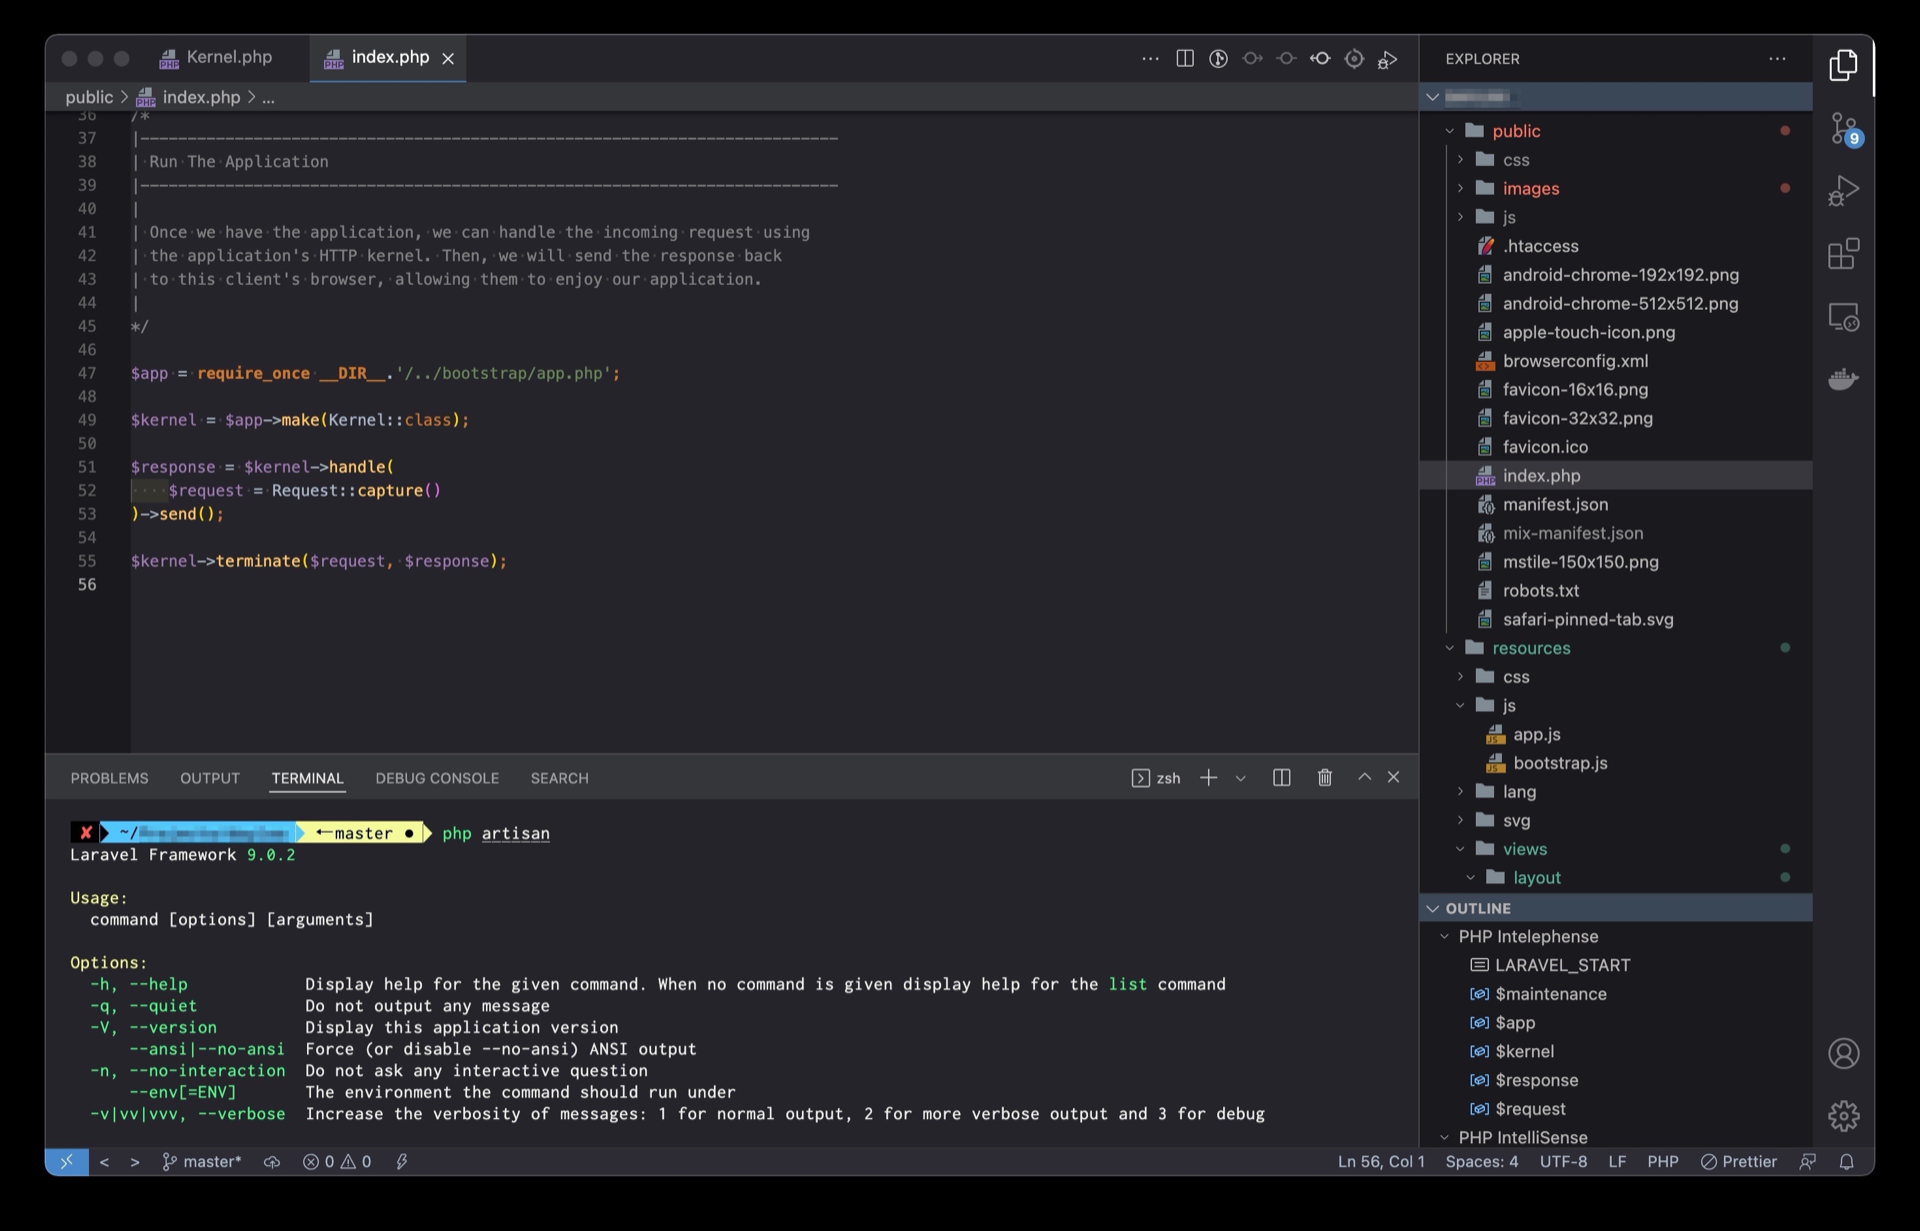 Kernel.php
index.php
public > index.php > ...
36 /*
37 |--------------------------------------------------------------------------
38 | Run The Application
39 |--------------------------------------------------------------------------
40 |
41 | Once we have the application, we can handle the incoming request using
42 | the application's HTTP kernel. Then, we will send the response back
43 | to this client's browser, allowing them to enjoy our application.
44 |
45 */
46
47 $app = require_once __DIR__.'/../bootstrap/app.php';
48
49 $kernel = $app->make(Kernel::class);
50
51 $response = $kernel->handle(
52 $request = Request::capture()
53 )->send();
54
55 $kernel->terminate($request, $response);
56
PROBLEMS OUTPUT TERMINAL DEBUG CONSOLE SEARCH
zsh
✘ ~/ ←master ● php artisan
Laravel Framework 9.0.2
Usage:
command [options] [arguments]
Options:
-h, --help Display help for the given command. When no command is given display help for the list command
-q, --quiet Do not output any message
-V, --version Display this application version
--ansi|--no-ansi Force (or disable --no-ansi) ANSI output
-n, --no-interaction Do not ask any interactive question
--env[=ENV] The environment the command should run under
-v|vv|vvv, --verbose Increase the verbosity of messages: 1 for normal output, 2 for more verbose output and 3 for debug
EXPLORER
public
css
images
js
.htaccess
android-chrome-192x192.png
android-chrome-512x512.png
apple-touch-icon.png
browserconfig.xml
favicon-16x16.png
favicon-32x32.png
favicon.ico
index.php
manifest.json
mix-manifest.json
mstile-150x150.png
robots.txt
safari-pinned-tab.svg
resources
css
js
app.js
bootstrap.js
lang
svg
views
layout
OUTLINE
PHP Intelephense
LARAVEL_START
$maintenance
$app
$kernel
$response
$request
PHP IntelliSense
9
master* 0 0
Ln 56, Col 1 Spaces: 4 UTF-8 LF PHP Prettier